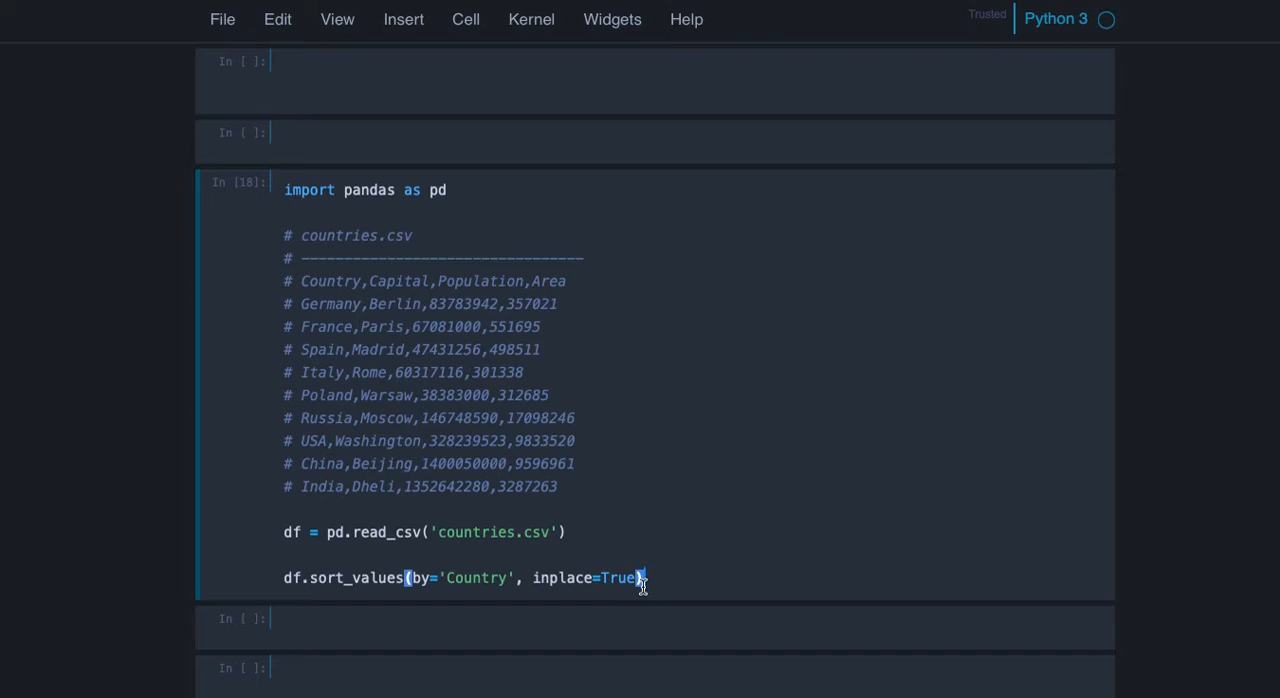 File Edit View Insert Cell Kernel Widgets Help Trusted Python 3
In [ ]:
In [ ]:
In [18]:
import pandas as pd
# countries.csv
# ---------------------------------
# Country,Capital,Population,Area
# Germany,Berlin,83783942,357021
# France,Paris,67081000,551695
# Spain,Madrid,47431256,498511
# Italy,Rome,60317116,301338
# Poland,Warsaw,38383000,312685
# Russia,Moscow,146748590,17098246
# USA,Washington,328239523,9833520
# China,Beijing,1400050000,9596961
# India,Dheli,1352642280,3287263
df = pd.read_csv('countries.csv')
df.sort_values(by='Country', inplace=True)
In [ ]:
In [ ]: